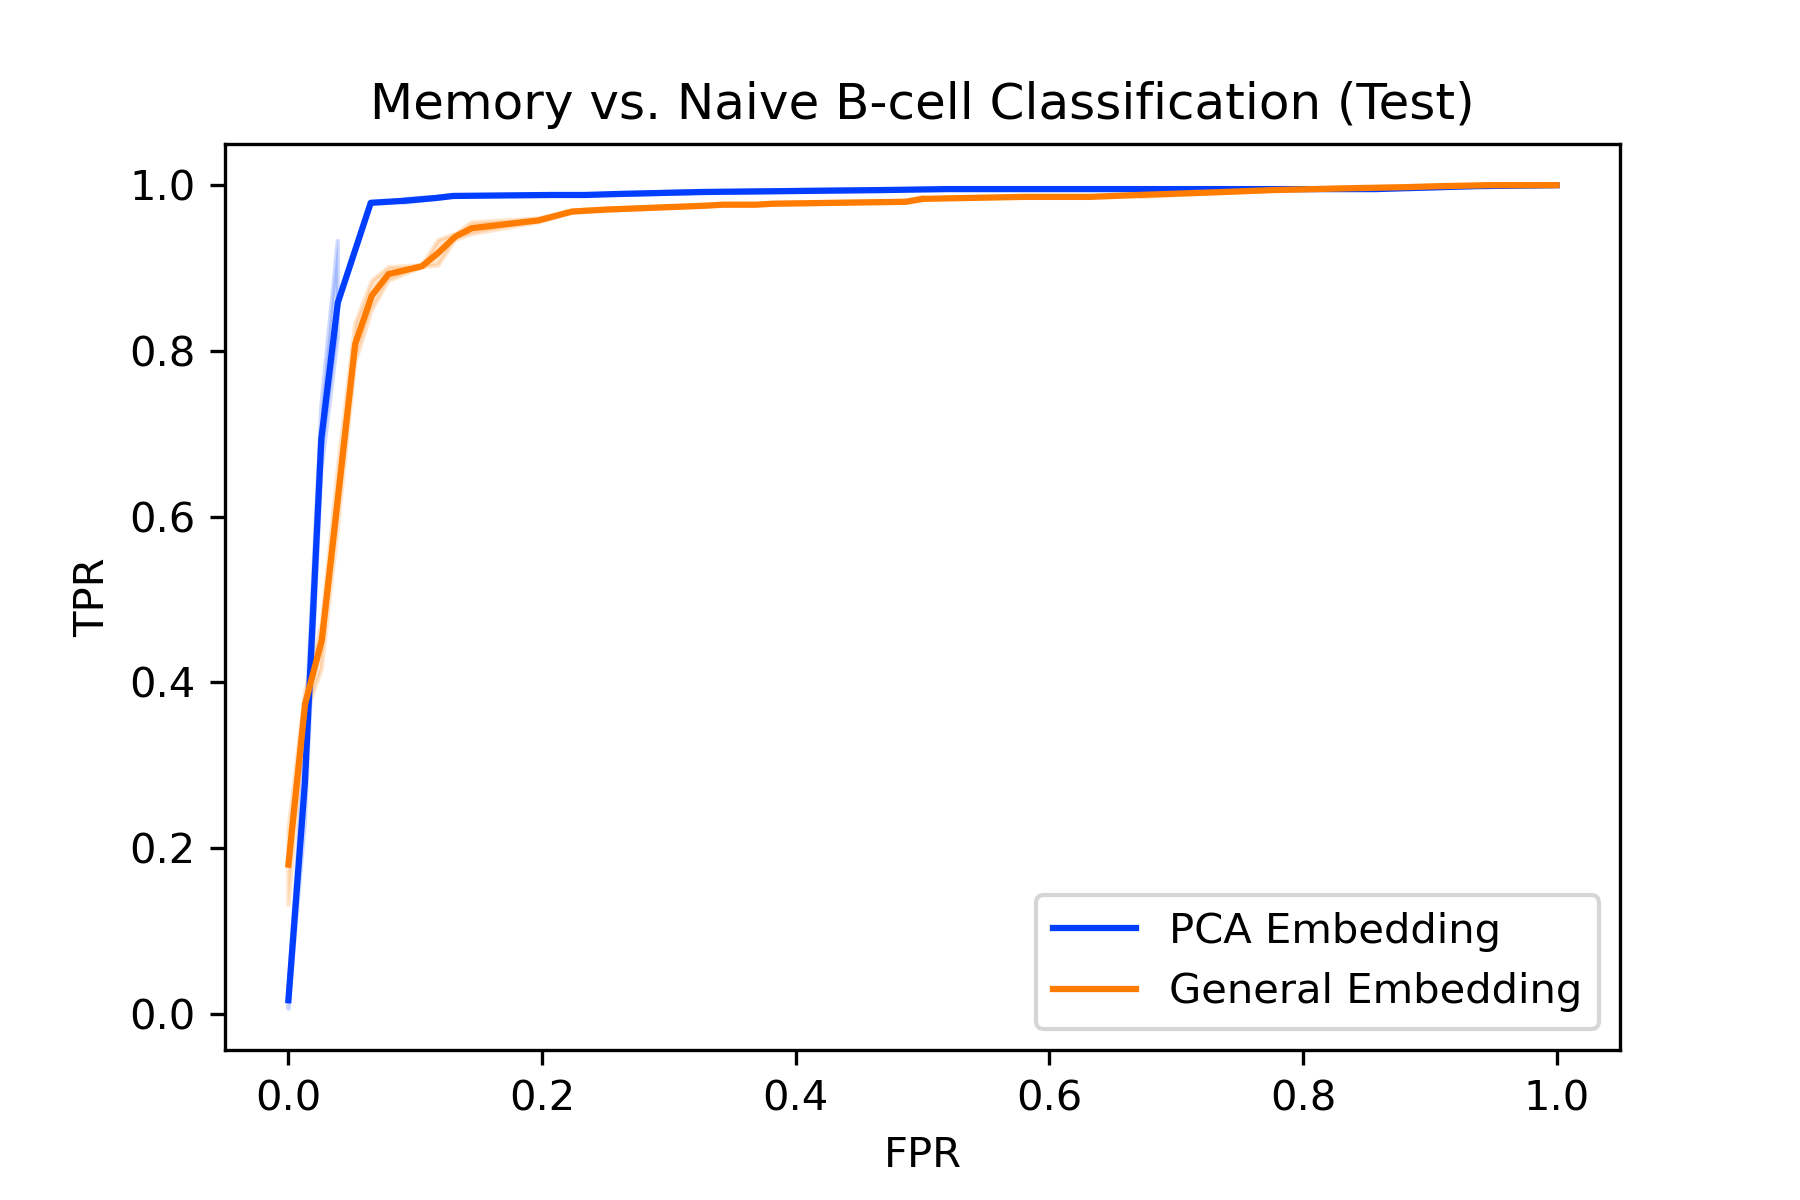 Memory vs. Naive B-cell Classification (Test)
1.0
0.8
0.6
0.4
0.2
0.0
TPR
PCA Embedding
General Embedding
0.0 0.2 0.4 0.6 0.8 1.0
FPR